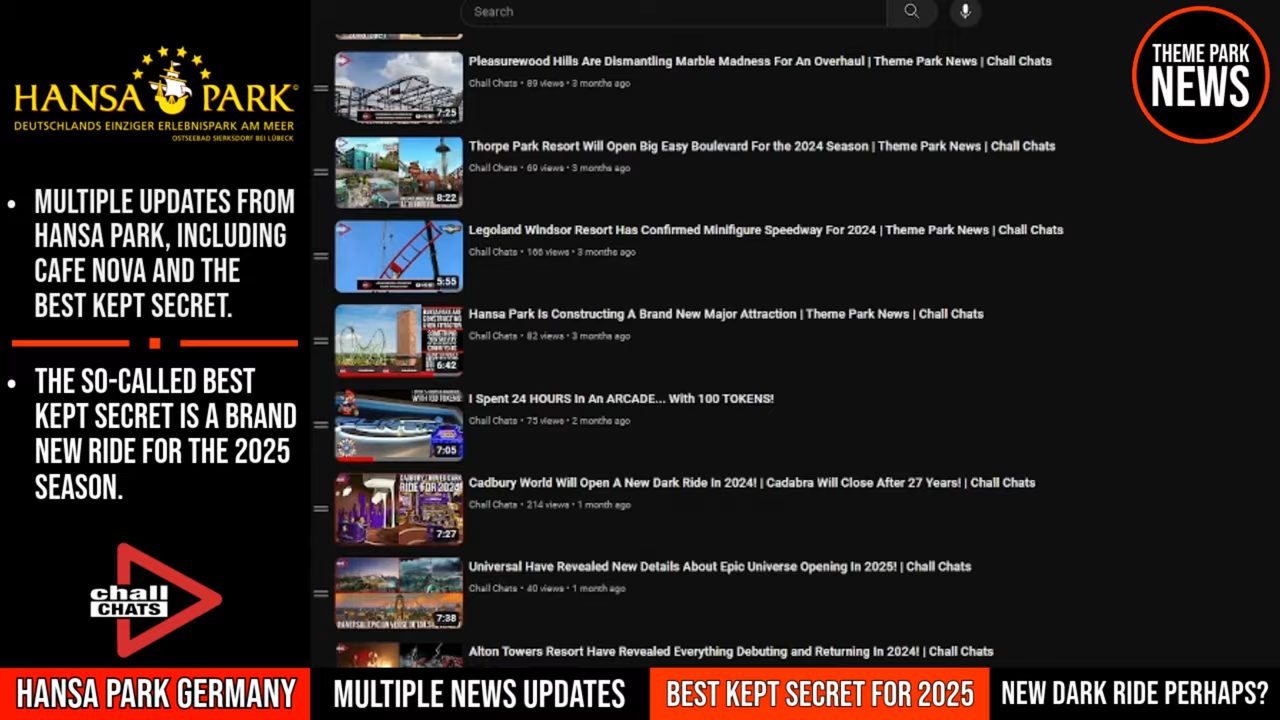 HANSA PARK
DEUTSCHLANDS EINZIGER ERLEBNISPARK AM MEER
OSTSEEBAD SIERKSDORF BEI LÜBECK
• MULTIPLE UPDATES FROM
HANSA PARK, INCLUDING
CAFE NOVA AND THE
BEST KEPT SECRET.
• THE SO-CALLED BEST
KEPT SECRET IS A BRAND
NEW RIDE FOR THE 2025
SEASON.
chall
CHATS
Search
THEME PARK
NEWS
Pleasurewood Hills Are Dismantling Marble Madness For An Overhaul | Theme Park News | Chall Chats
Chall Chats • 89 views • 3 months ago
7:25
Thorpe Park Resort Will Open Big Easy Boulevard For the 2024 Season | Theme Park News | Chall Chats
Chall Chats • 69 views • 3 months ago
8:22
Legoland Windsor Resort Has Confirmed Minifigure Speedway For 2024 | Theme Park News | Chall Chats
Chall Chats • 166 views • 3 months ago
5:55
Hansa Park Is Constructing A Brand New Major Attraction | Theme Park News | Chall Chats
Chall Chats • 82 views • 3 months ago
6:42
I Spent 24 HOURS In An ARCADE... With 100 TOKENS!
Chall Chats • 75 views • 2 months ago
WITH 100 TOKENS!
7:05
Cadbury World Will Open A New Dark Ride In 2024! | Cadabra Will Close After 27 Years! | Chall Chats
Chall Chats • 214 views • 1 month ago
7:27
Universal Have Revealed New Details About Epic Universe Opening In 2025! | Chall Chats
Chall Chats • 40 views • 1 month ago
7:38
Alton Towers Resort Have Revealed Everything Debuting and Returning In 2024! | Chall Chats
HANSA PARK GERMANY
MULTIPLE NEWS UPDATES
BEST KEPT SECRET FOR 2025
NEW DARK RIDE PERHAPS?